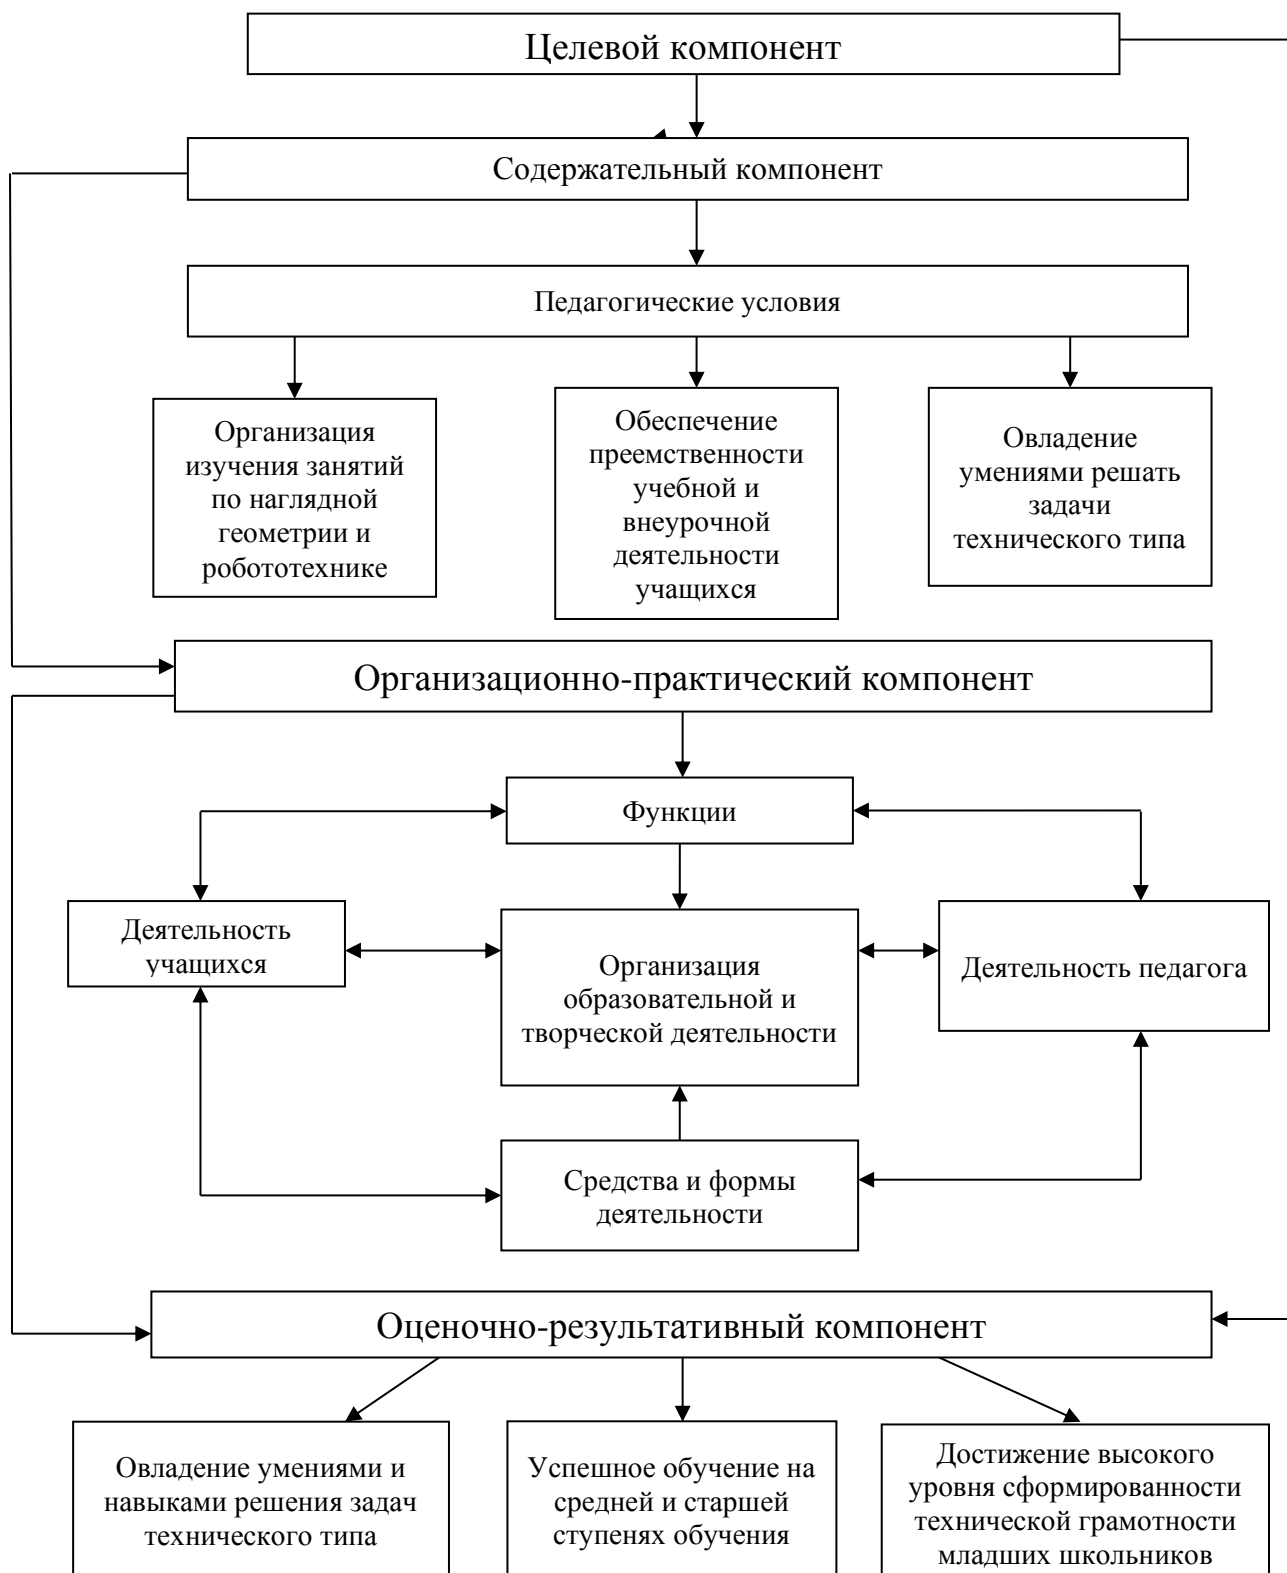 Целевой компонент
Содержательный компонент
Педагогические условия
Организация
изучения занятий
по наглядной
геометрии и
робототехнике
Обеспечение
преемственности
учебной и
внеурочной
деятельности
учащихся
Овладение
умениями решать
задачи
технического типа
Организационно-практический компонент
Функции
Деятельность
учащихся
Организация
образовательной и
творческой деятельности
Деятельность педагога
Средства и формы
деятельности
Оценочно-результативный компонент
Овладение умениями и
навыками решения задач
технического типа
Успешное обучение на
средней и старшей
ступенях обучения
Достижение высокого
уровня сформированности
технической грамотности
младших школьников